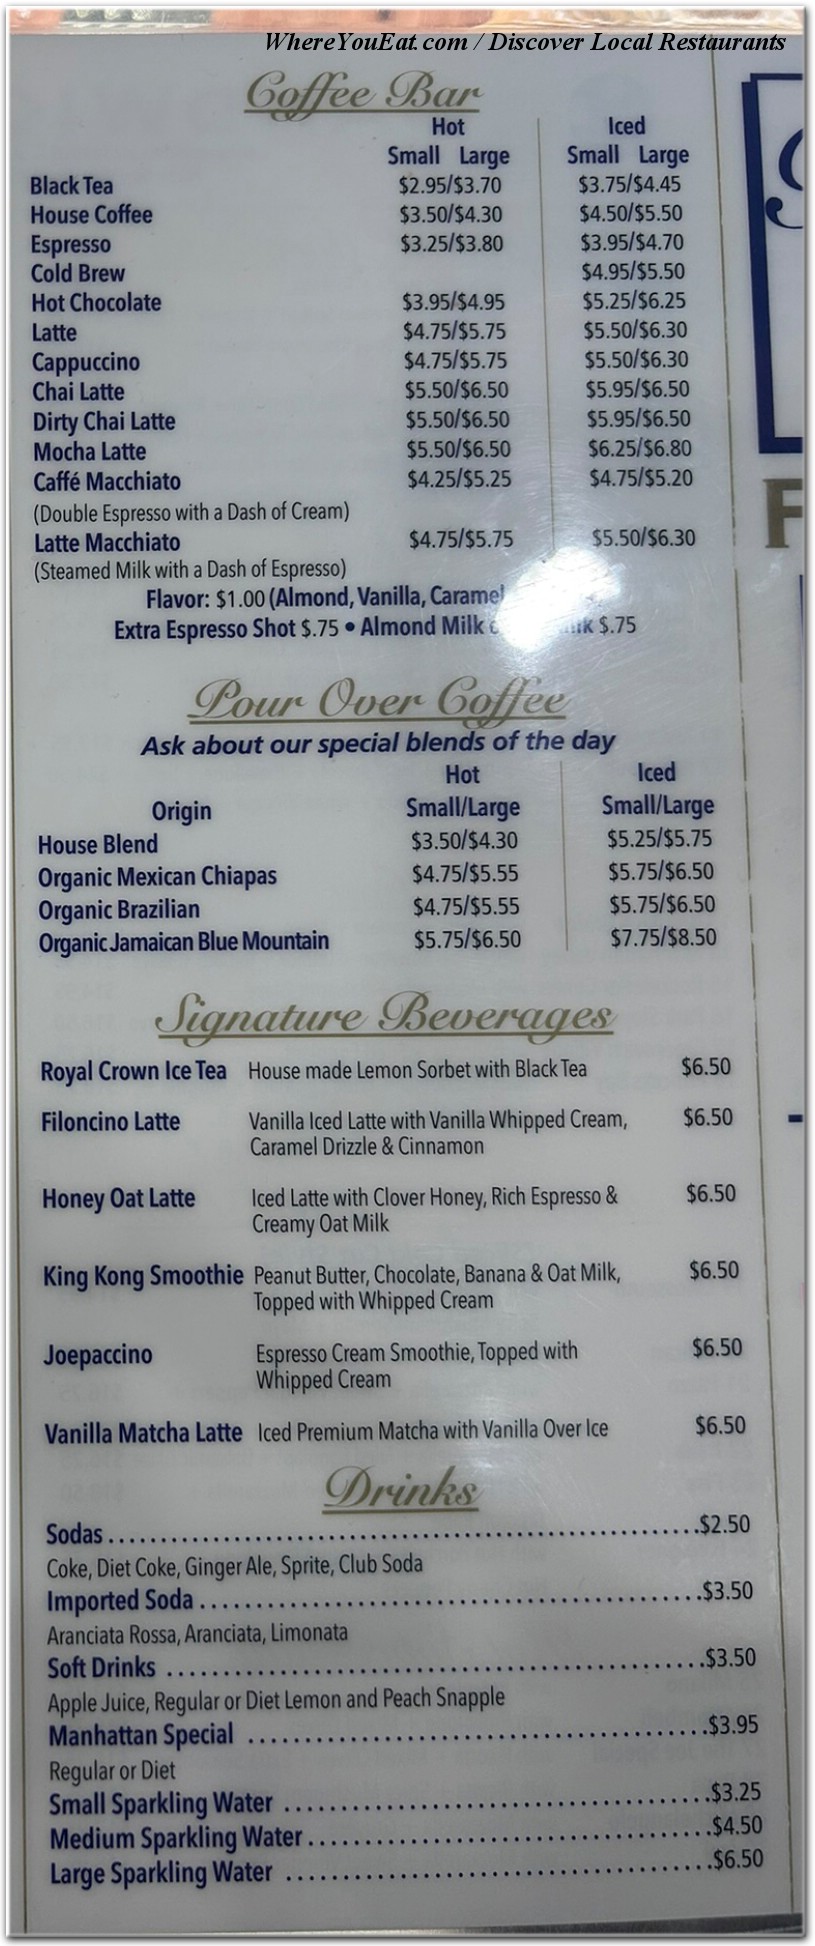 WhereYouEat.com / Discover Local Restaurants
Coffee Bar
Hot Iced
Small Large Small Large
Black Tea $2.95/$3.70 $3.75/$4.45
House Coffee $3.50/$4.30 $4.50/$5.50
Espresso $3.25/$3.80 $3.95/$4.70
Cold Brew $4.95/$5.50
Hot Chocolate $3.95/$4.95 $5.25/$6.25
Latte $4.75/$5.75 $5.50/$6.30
Cappuccino $4.75/$5.75 $5.50/$6.30
Chai Latte $5.50/$6.50 $5.95/$6.50
Dirty Chai Latte $5.50/$6.50 $5.95/$6.50
Mocha Latte $5.50/$6.50 $6.25/$6.80
Caffé Macchiato $4.25/$5.25 $4.75/$5.20
(Double Espresso with a Dash of Cream)
Latte Macchiato $4.75/$5.75 $5.50/$6.30
(Steamed Milk with a Dash of Espresso)
Flavor: $1.00 (Almond, Vanilla, Caramel
Extra Espresso Shot $.75 • Almond Milk $.75
Pour Over Coffee
Ask about our special blends of the day
Hot Iced
Origin Small/Large Small/Large
House Blend $3.50/$4.30 $5.25/$5.75
Organic Mexican Chiapas $4.75/$5.55 $5.75/$6.50
Organic Brazilian $4.75/$5.55 $5.75/$6.50
Organic Jamaican Blue Mountain $5.75/$6.50 $7.75/$8.50
Signature Beverages
Royal Crown Ice Tea House made Lemon Sorbet with Black Tea $6.50
Filoncino Latte Vanilla Iced Latte with Vanilla Whipped Cream, $6.50
Caramel Drizzle & Cinnamon
Honey Oat Latte Iced Latte with Clover Honey, Rich Espresso & $6.50
Creamy Oat Milk
King Kong Smoothie Peanut Butter, Chocolate, Banana & Oat Milk, $6.50
Topped with Whipped Cream
Joepaccino Espresso Cream Smoothie, Topped with $6.50
Whipped Cream
Vanilla Matcha Latte Iced Premium Matcha with Vanilla Over Ice $6.50
Drinks
Sodas $2.50
Coke, Diet Coke, Ginger Ale, Sprite, Club Soda
Imported Soda $3.50
Aranciata Rossa, Aranciata, Limonata
Soft Drinks $3.50
Apple Juice, Regular or Diet Lemon and Peach Snapple
Manhattan Special $3.95
Regular or Diet
Small Sparkling Water $3.25
Medium Sparkling Water $4.50
Large Sparkling Water $6.50